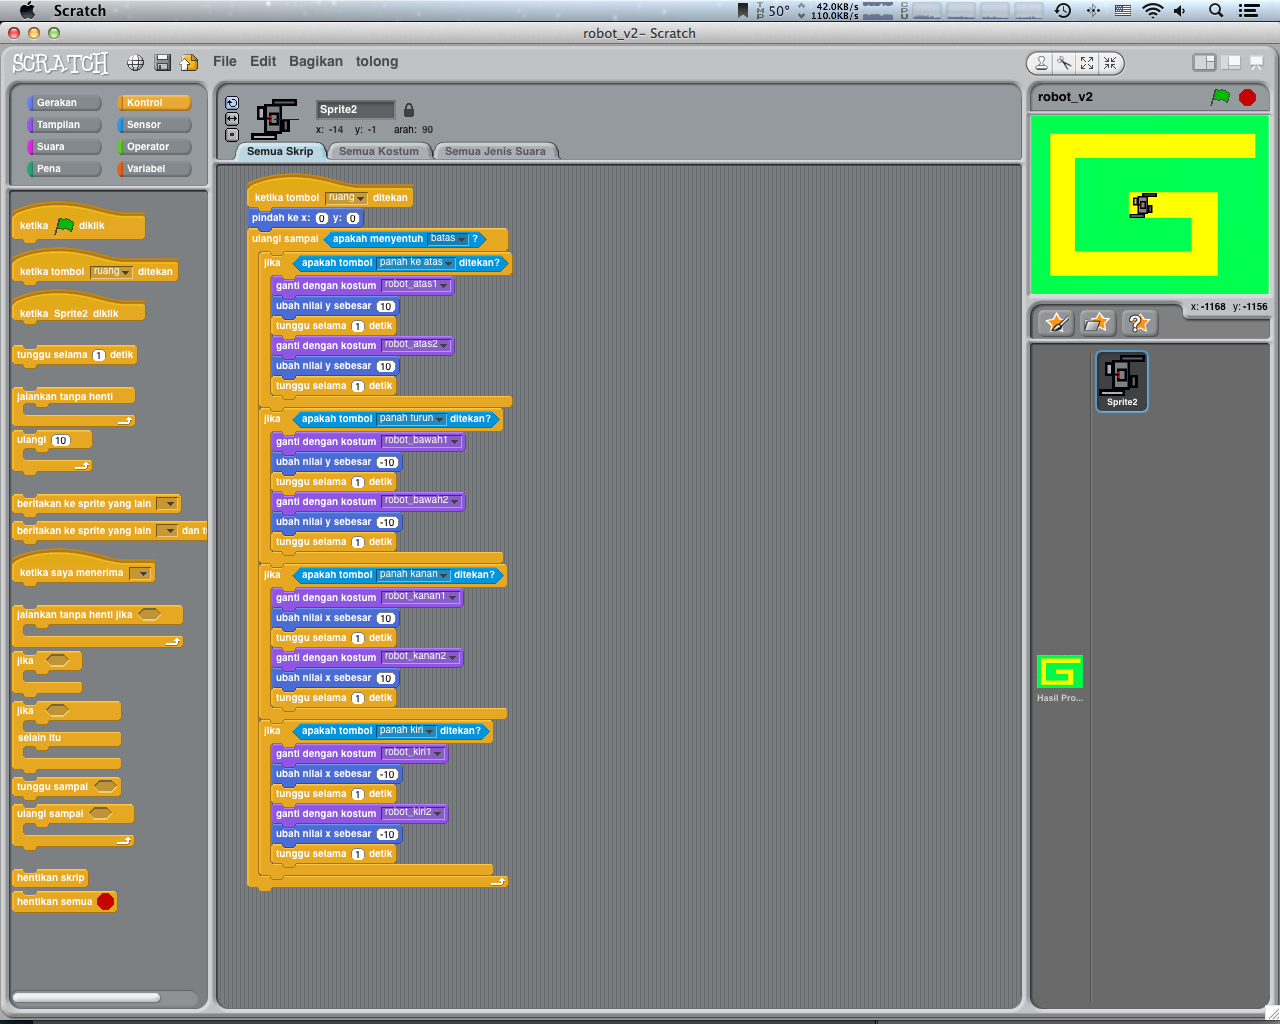 Scratch
50°
42.0KB/s
110.0KB/s
robot_v2– Scratch
SCRATCH
File Edit Bagikan tolong
Gerakan Kontrol
Tampilan Sensor
Suara Operator
Pena Variabel
ketika diklik
ketika tombol ruang ditekan
ketika Sprite2 diklik
tunggu selama 1 detik
jalankan tanpa henti
ulangi 10
beritakan ke sprite yang lain
beritakan ke sprite yang lain dan tu
ketika saya menerima
jalankan tanpa henti jika
jika
jika
selain itu
tunggu sampai
ulangi sampai
hentikan skrip
hentikan semua
Sprite2
x: -14 y: -1 arah: 90
Semua Skrip Semua Kostum Semua Jenis Suara
ketika tombol ruang ditekan
pindah ke x: 0 y: 0
ulangi sampai apakah menyentuh batas ?
jika apakah tombol panah ke atas ditekan?
ganti dengan kostum robot_atas1
ubah nilai y sebesar 10
tunggu selama 1 detik
ganti dengan kostum robot_atas2
ubah nilai y sebesar 10
tunggu selama 1 detik
jika apakah tombol panah turun ditekan?
ganti dengan kostum robot_bawah1
ubah nilai y sebesar -10
tunggu selama 1 detik
ganti dengan kostum robot_bawah2
ubah nilai y sebesar -10
tunggu selama 1 detik
jika apakah tombol panah kanan ditekan?
ganti dengan kostum robot_kanan1
ubah nilai x sebesar 10
tunggu selama 1 detik
ganti dengan kostum robot_kanan2
ubah nilai x sebesar 10
tunggu selama 1 detik
jika apakah tombol panah kiri ditekan?
ganti dengan kostum robot_kiri1
ubah nilai x sebesar -10
tunggu selama 1 detik
ganti dengan kostum robot_kiri2
ubah nilai x sebesar -10
tunggu selama 1 detik
robot_v2
x: -1168 y: -1156
Sprite2
Hasil Pro...